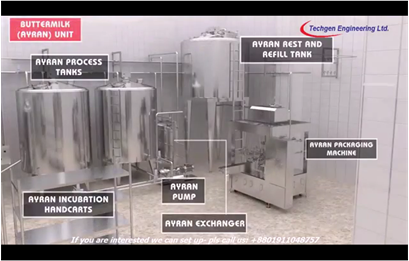 BUTTERMILK
(AYRAN) UNIT
Techgen Engineering Ltd.
AYRAN REST AND
REFILL TANK
AYRAN PROCESS
TANKS
AYRAN PACKAGING
MACHINE
AYRAN INCUBATION
HANDCARTS
AYRAN
PUMP
AYRAN EXCHANGER
If you are interested we can set up- pls call us: +8801911048757